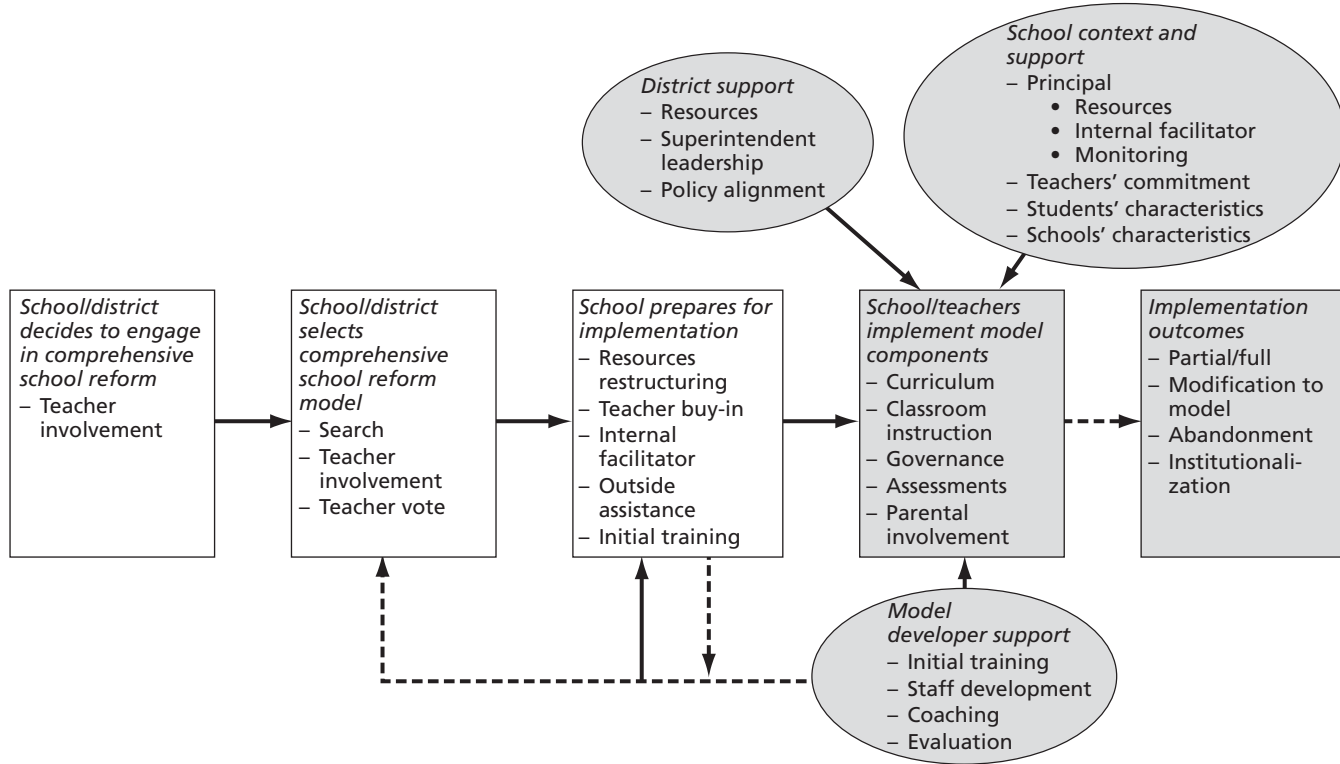 School context and
support
– Principal
• Resources
• Internal facilitator
• Monitoring
– Teachers’ commitment
– Students’ characteristics
– Schools’ characteristics
District support
– Resources
– Superintendent
leadership
– Policy alignment
School/district
decides to engage
in comprehensive
school reform
– Teacher
involvement
School/district
selects
comprehensive
school reform
model
– Search
– Teacher
involvement
– Teacher vote
School prepares for
implementation
– Resources
restructuring
– Teacher buy-in
– Internal
facilitator
– Outside
assistance
– Initial training
School/teachers
implement model
components
– Curriculum
– Classroom
instruction
– Governance
– Assessments
– Parental
involvement
Implementation
outcomes
– Partial/full
– Modification to
model
– Abandonment
– Institutionali-
zation
Model
developer support
– Initial training
– Staff development
– Coaching
– Evaluation